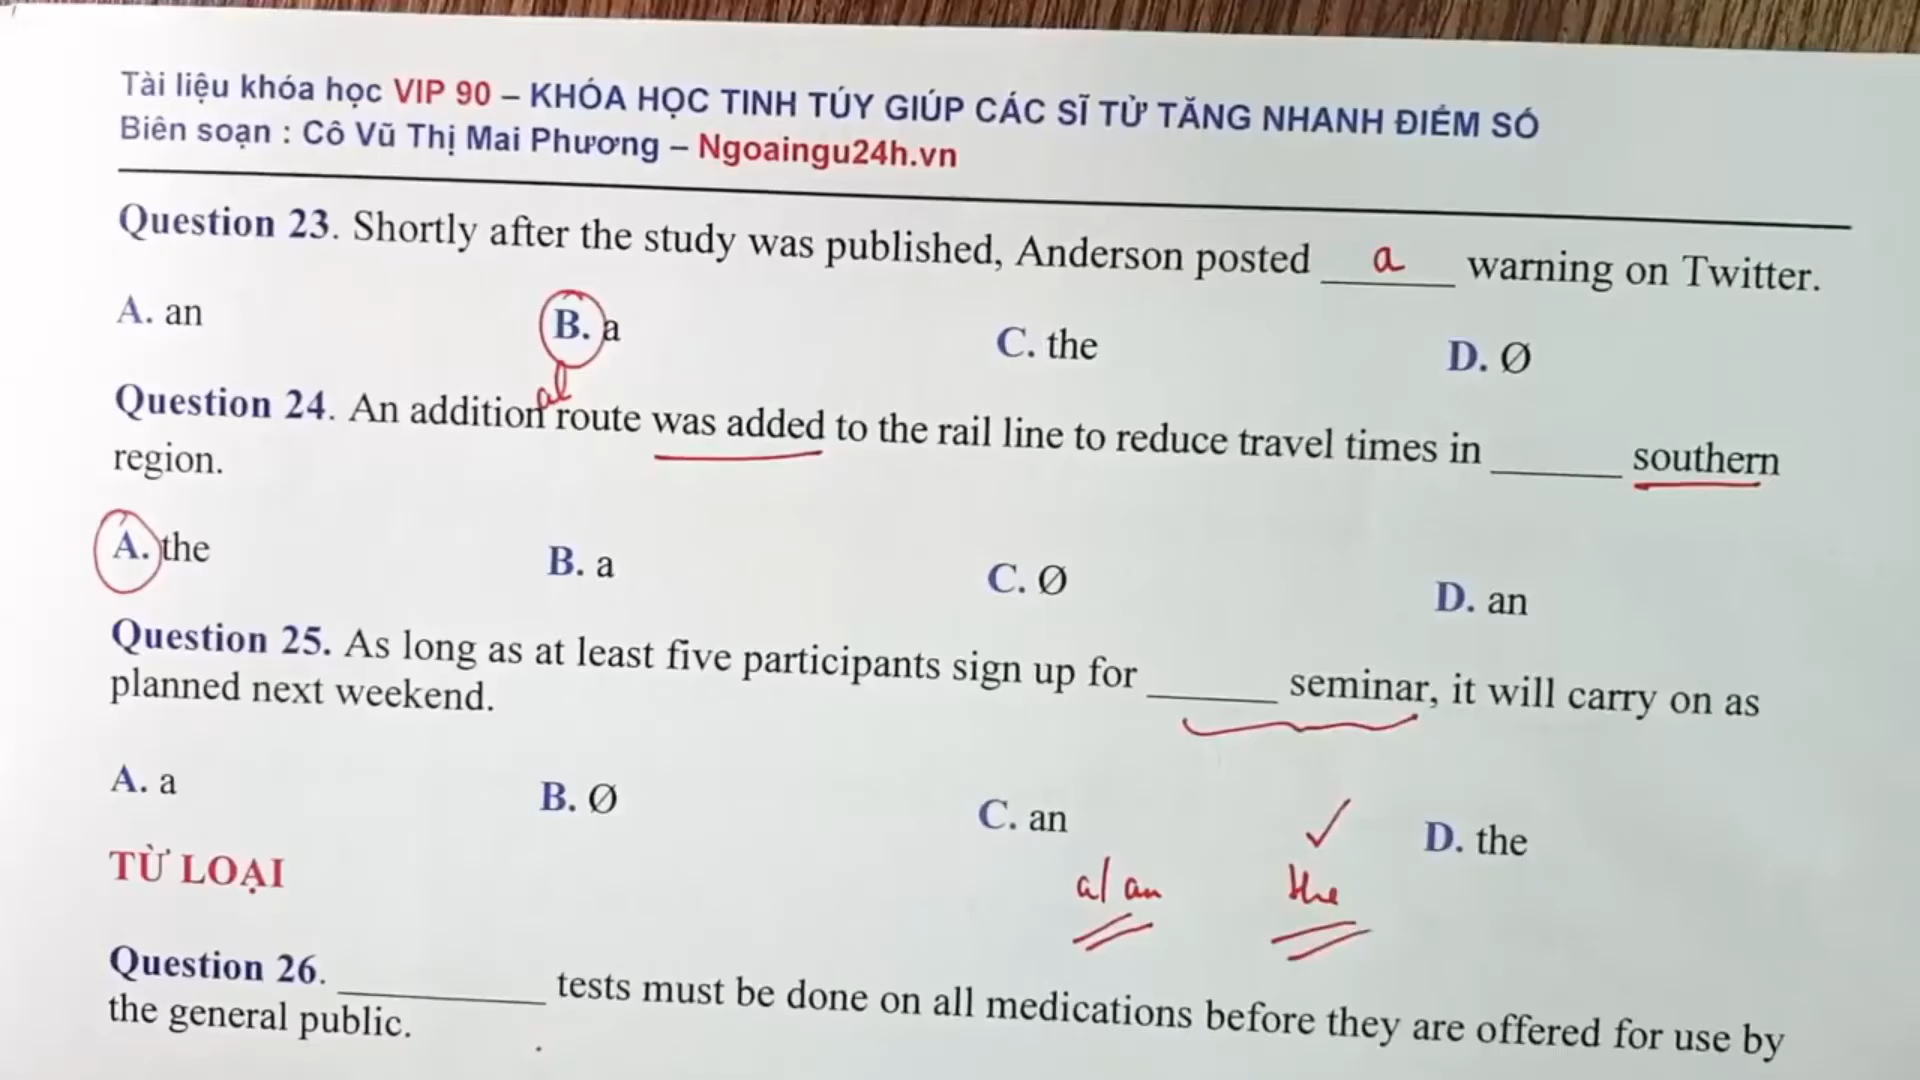 Tài liệu khóa học VIP 90 – KHÓA HỌC TINH TÚY GIÚP CÁC SĨ TỬ TĂNG NHANH ĐIỂM SỐ
Biên soạn : Cô Vũ Thị Mai Phương – Ngoaingu24h.vn
Question 23. Shortly after the study was published, Anderson posted ___a___ warning on Twitter.
A. an B. a C. the D. Ø
al
Question 24. An addition route was added to the rail line to reduce travel times in ______ southern
region.
A. the B. a C. Ø D. an
Question 25. As long as at least five participants sign up for ______ seminar, it will carry on as
planned next weekend.
A. a B. Ø C. an D. the
a/ an the
TỪ LOẠI
Question 26. __________ tests must be done on all medications before they are offered for use by
the general public.